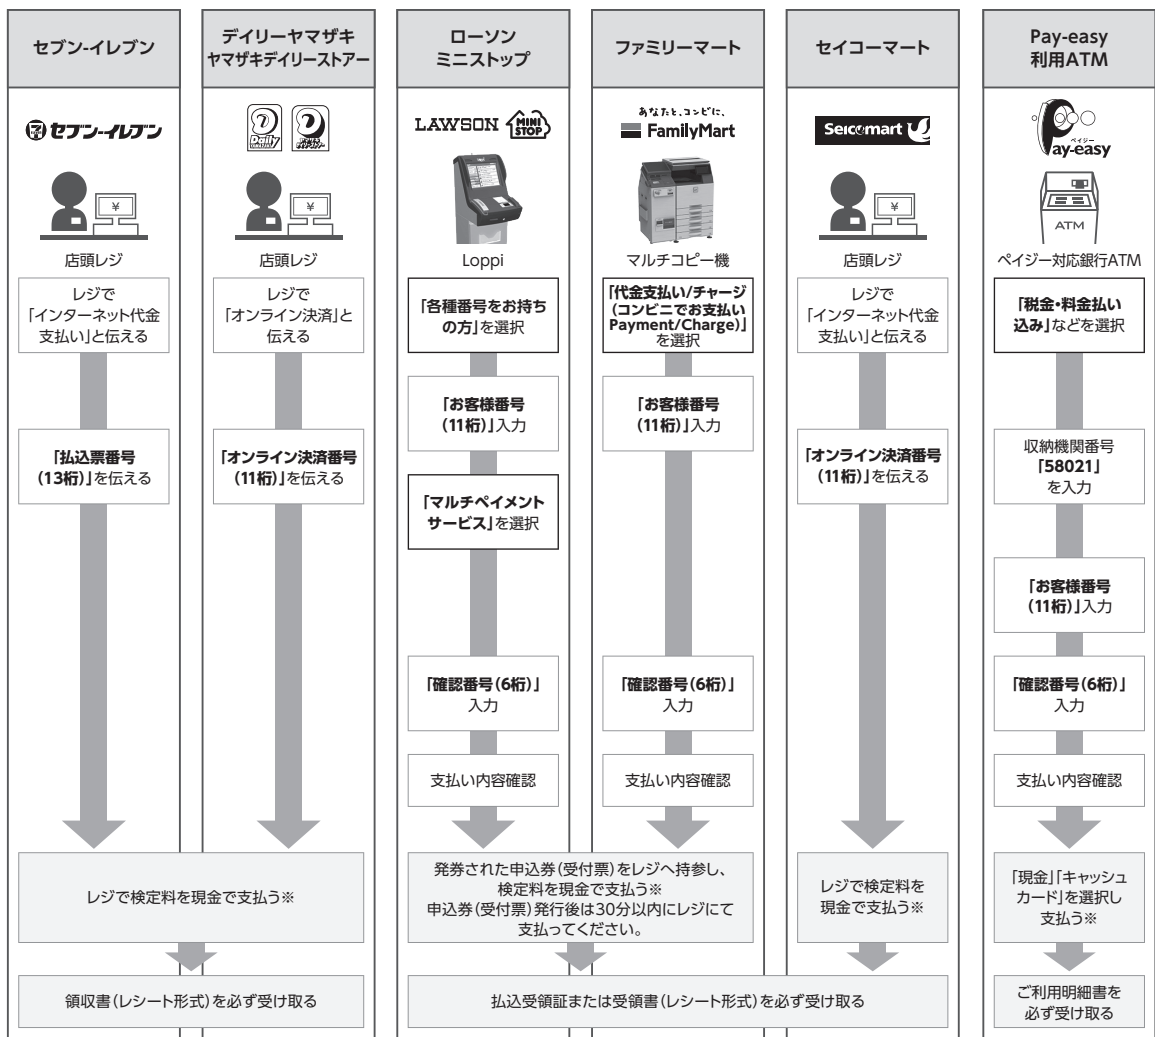 セブン-イレブン
セブン-イレブン
店頭レジ
レジで
「インターネット代金
支払い」と伝える
「払込票番号
(13桁)」を伝える
デイリーヤマザキ
ヤマザキデイリーストアー
Daily
店頭レジ
レジで
「オンライン決済」と
伝える
「オンライン決済番号
(11桁)」を伝える
レジで検定料を現金で支払う※
領収書(レシート形式)を必ず受け取る
ローソン
ミニストップ
LAWSON
MINI
STOP
Loppi
「各種番号をお持ち
の方」を選択
「お客様番号
(11桁)」入力
「マルチペイメント
サービス」を選択
「確認番号(6桁)」
入力
支払い内容確認
ファミリーマート
あなたと、コンビに、
FamilyMart
マルチコピー機
「代金支払い/チャージ
(コンビニでお支払い
Payment/Charge)」
を選択
「お客様番号
(11桁)」入力
「確認番号(6桁)」
入力
支払い内容確認
発券された申込券(受付票)をレジへ持参し、
検定料を現金で支払う※
申込券(受付票)発行後は30分以内にレジにて
支払ってください。
セイコーマート
Seicomart
店頭レジ
レジで
「インターネット代金
支払い」と伝える
「オンライン決済番号
(11桁)」を伝える
レジで検定料を
現金で支払う※
払込受領証または受領書(レシート形式)を必ず受け取る
Pay-easy
利用ATM
ペイジー
Pay-easy
ATM
ペイジー対応銀行ATM
「税金・料金払い
込み」などを選択
収納機関番号
「58021」
を入力
「お客様番号
(11桁)」入力
「確認番号(6桁)」
入力
支払い内容確認
「現金」「キャッシュ
カード」を選択し
支払う※
ご利用明細書を
必ず受け取る